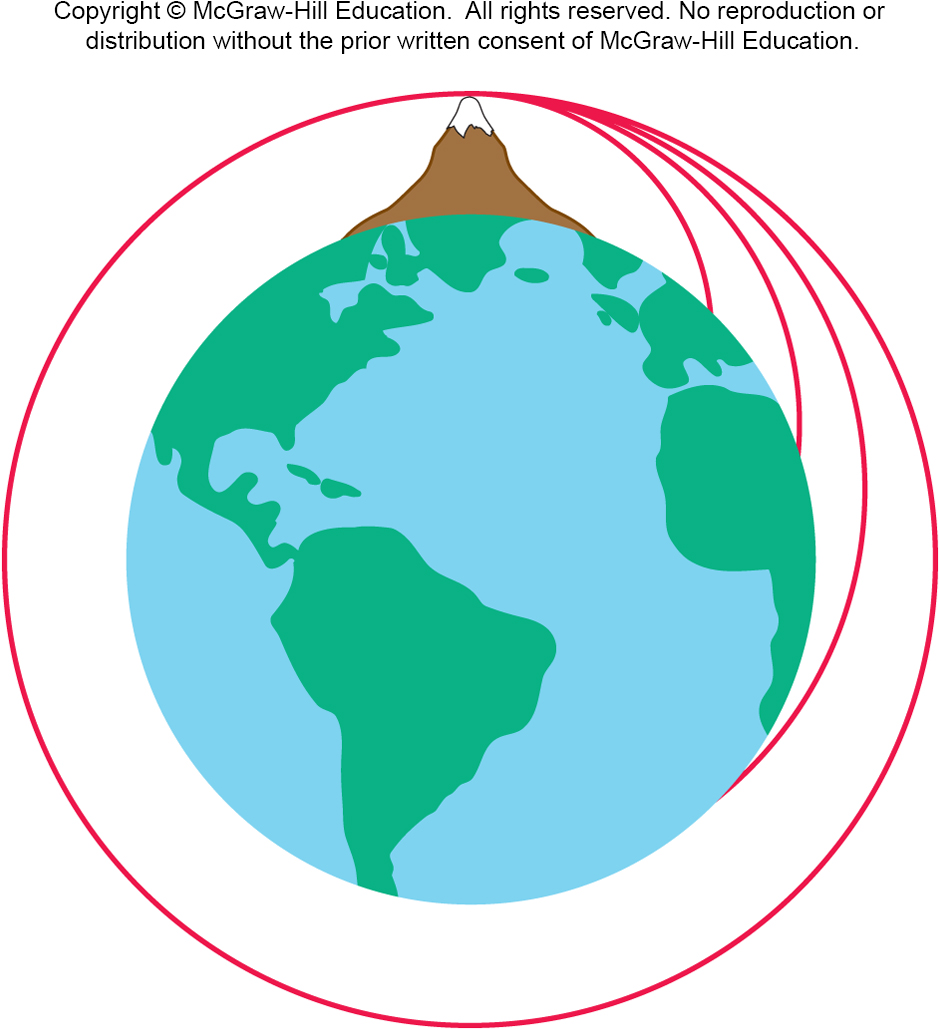 Copyright © McGraw-Hill Education.  All rights reserved. No reproduction or
distribution without the prior written consent of McGraw-Hill Education.